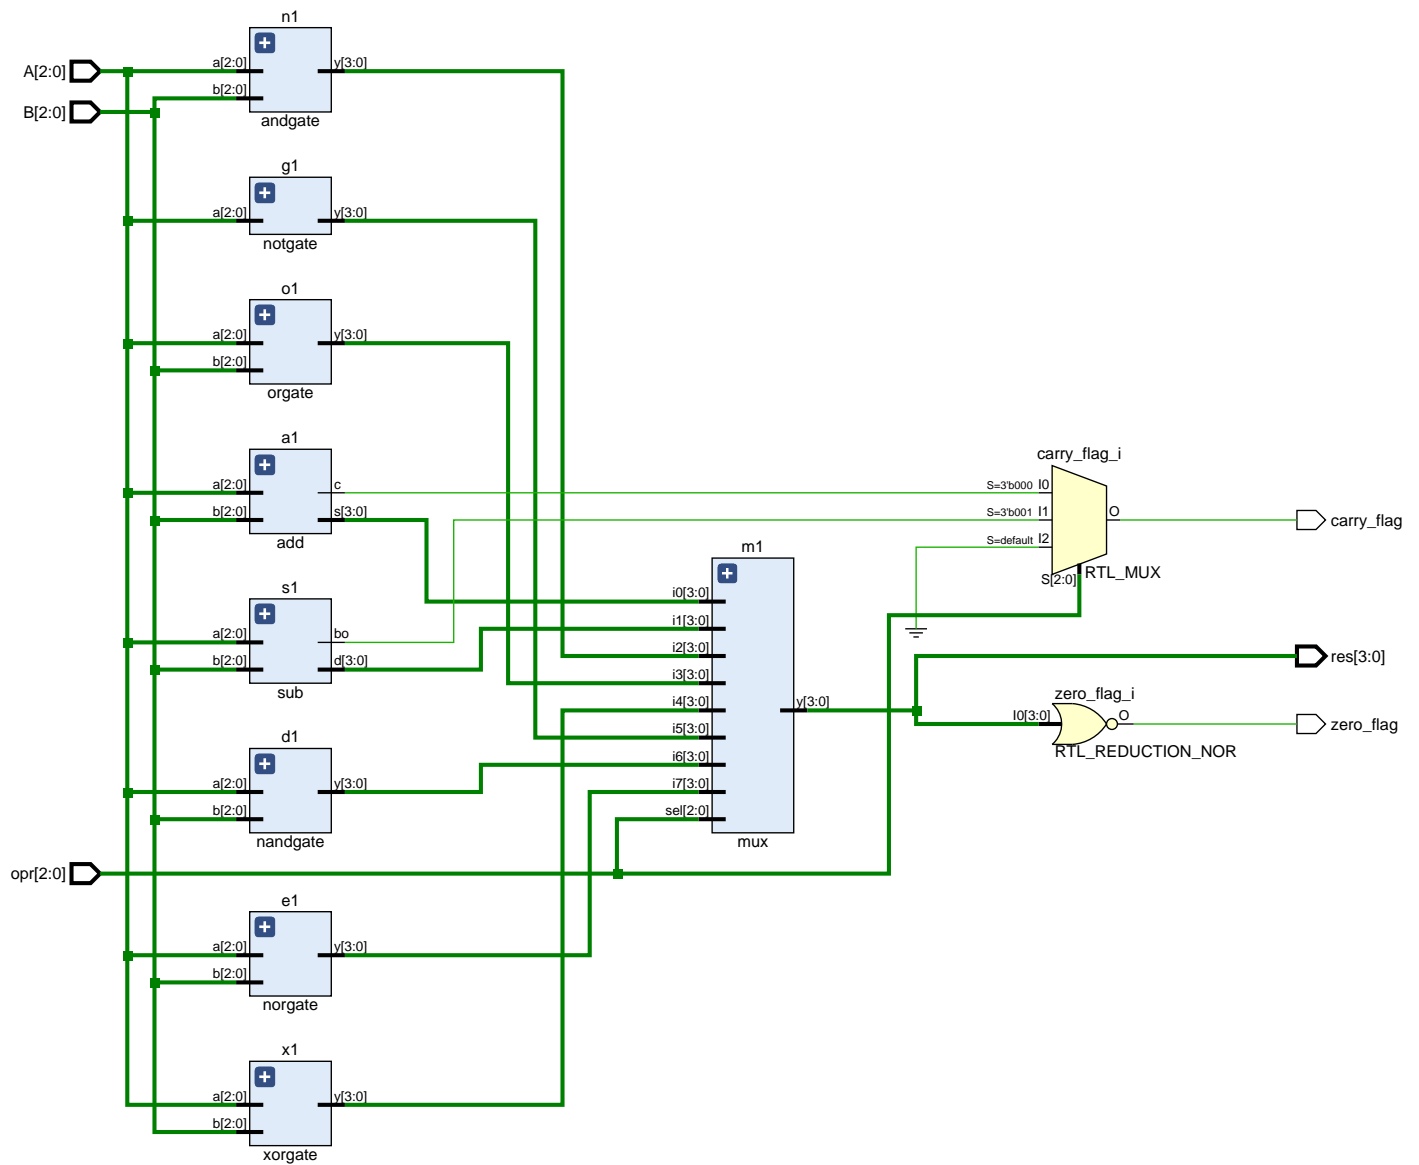 n1
A[2:0]
B[2:0]
a[2:0]
b[2:0]
y[3:0]
andgate
g1
a[2:0]
y[3:0]
notgate
o1
a[2:0]
b[2:0]
y[3:0]
orgate
a1
a[2:0]
b[2:0]
c
s[3:0]
add
s1
a[2:0]
b[2:0]
bo
d[3:0]
sub
d1
a[2:0]
b[2:0]
y[3:0]
nandgate
opr[2:0]
e1
a[2:0]
b[2:0]
y[3:0]
norgate
x1
a[2:0]
b[2:0]
y[3:0]
xorgate
m1
i0[3:0]
i1[3:0]
i2[3:0]
i3[3:0]
i4[3:0]
i5[3:0]
i6[3:0]
i7[3:0]
sel[2:0]
y[3:0]
mux
carry_flag_i
S=3'b000 I0
S=3'b001 I1
S=default I2
S[2:0]
O
RTL_MUX
carry_flag
res[3:0]
zero_flag_i
I0[3:0]
O
RTL_REDUCTION_NOR
zero_flag